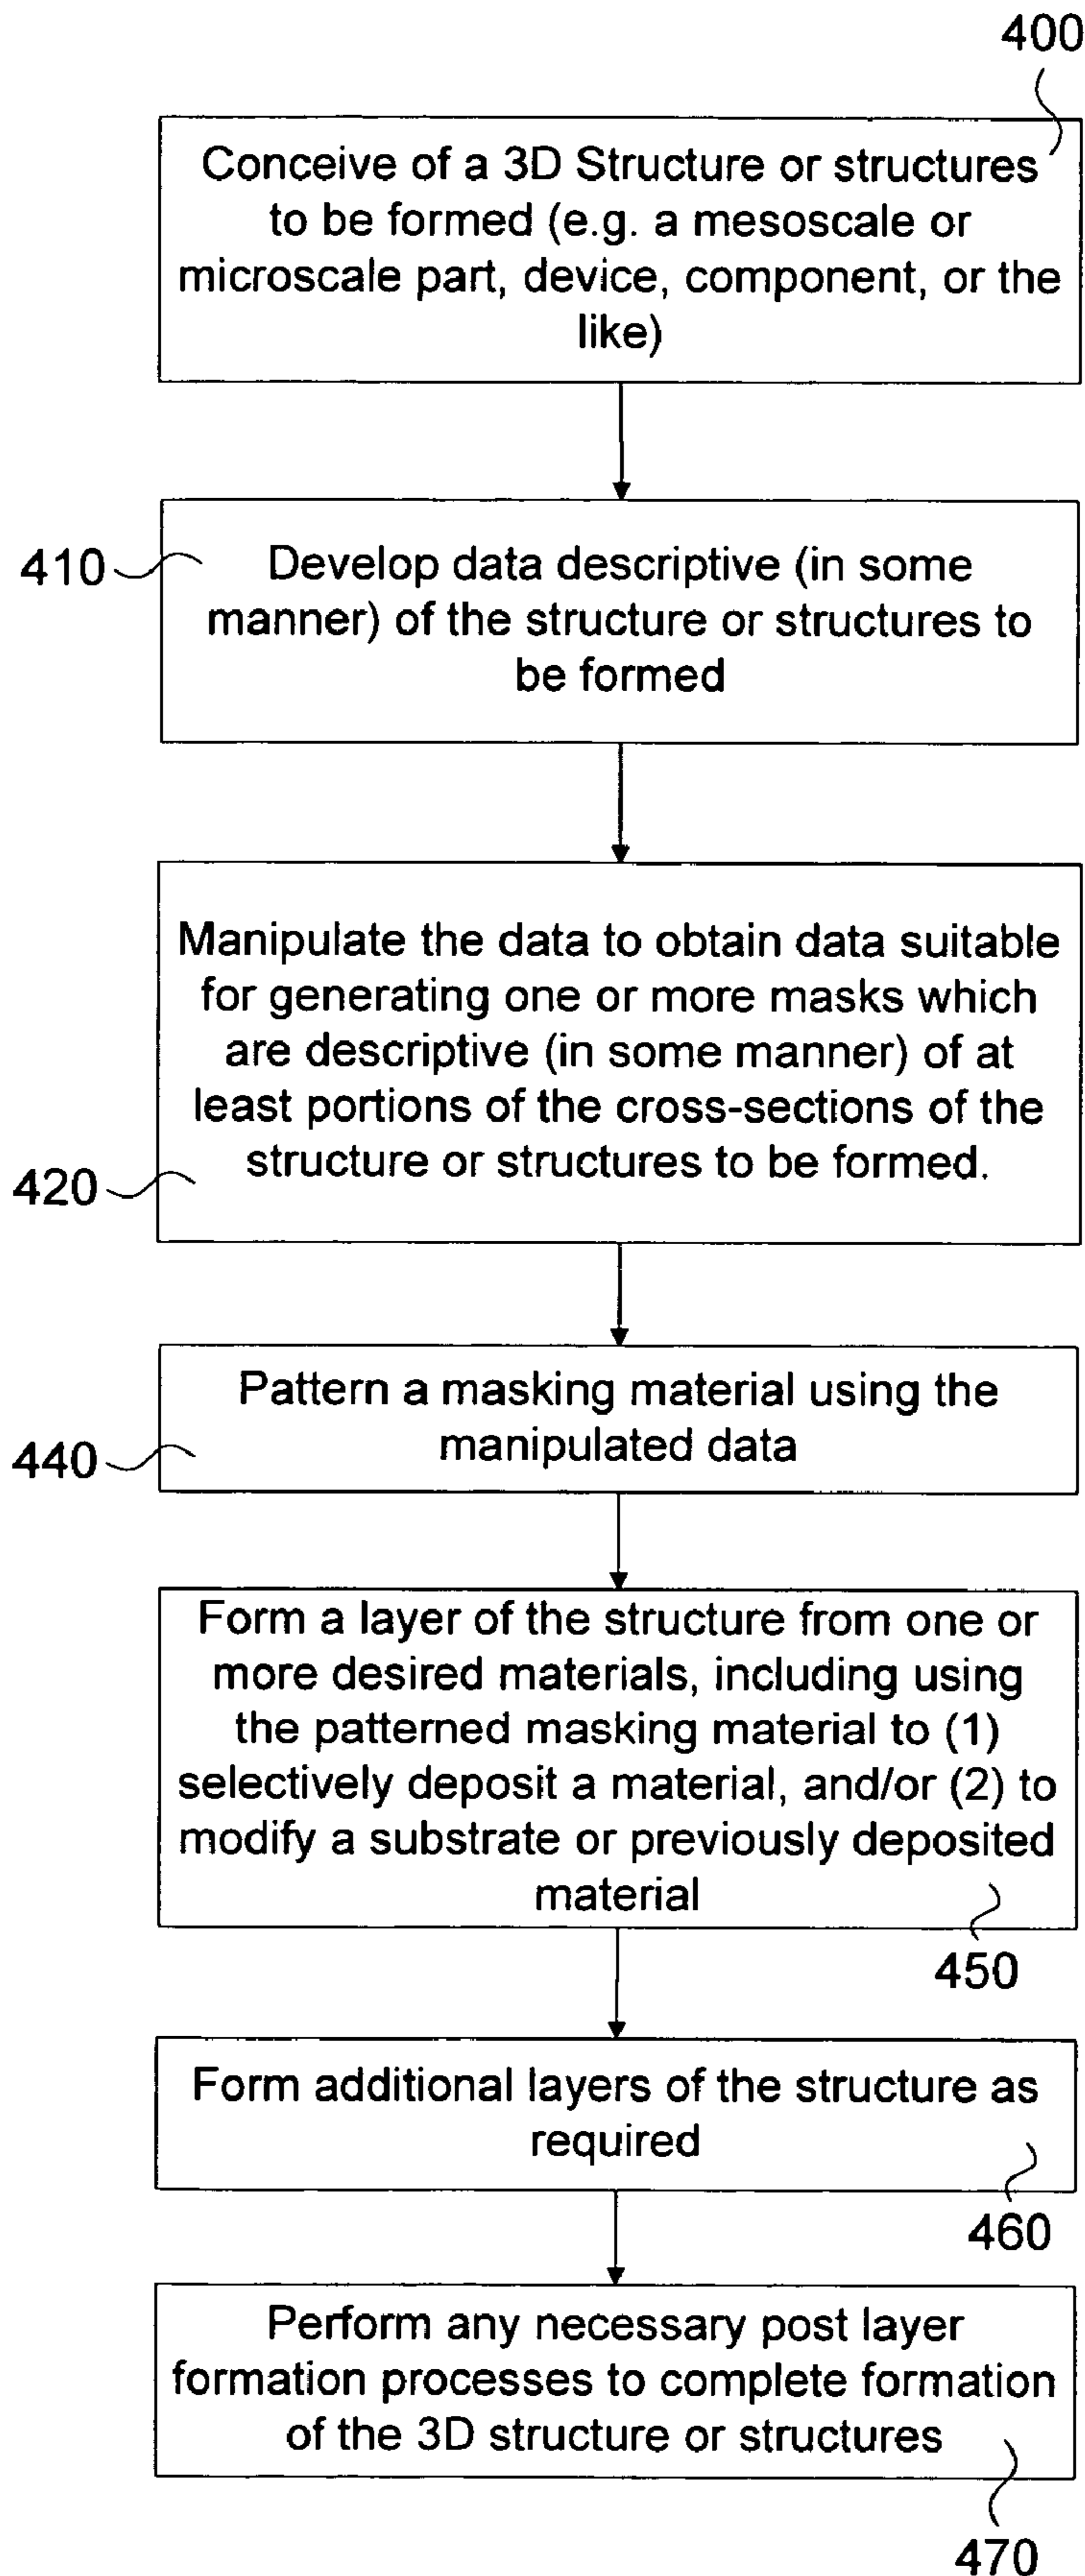 400
Conceive of a 3D Structure or structures
to be formed (e.g. a mesoscale or
microscale part, device, component, or the
like)
410
Develop data descriptive (in some
manner) of the structure or structures to
be formed
Manipulate the data to obtain data suitable
for generating one or more masks which
are descriptive (in some manner) of at
least portions of the cross-sections of the
structure or structures to be formed.
420
Pattern a masking material using the
manipulated data
440
Form a layer of the structure from one or
more desired materials, including using
the patterned masking material to (1)
selectively deposit a material, and/or (2) to
modify a substrate or previously deposited
material
450
Form additional layers of the structure as
required
460
Perform any necessary post layer
formation processes to complete formation
of the 3D structure or structures
470